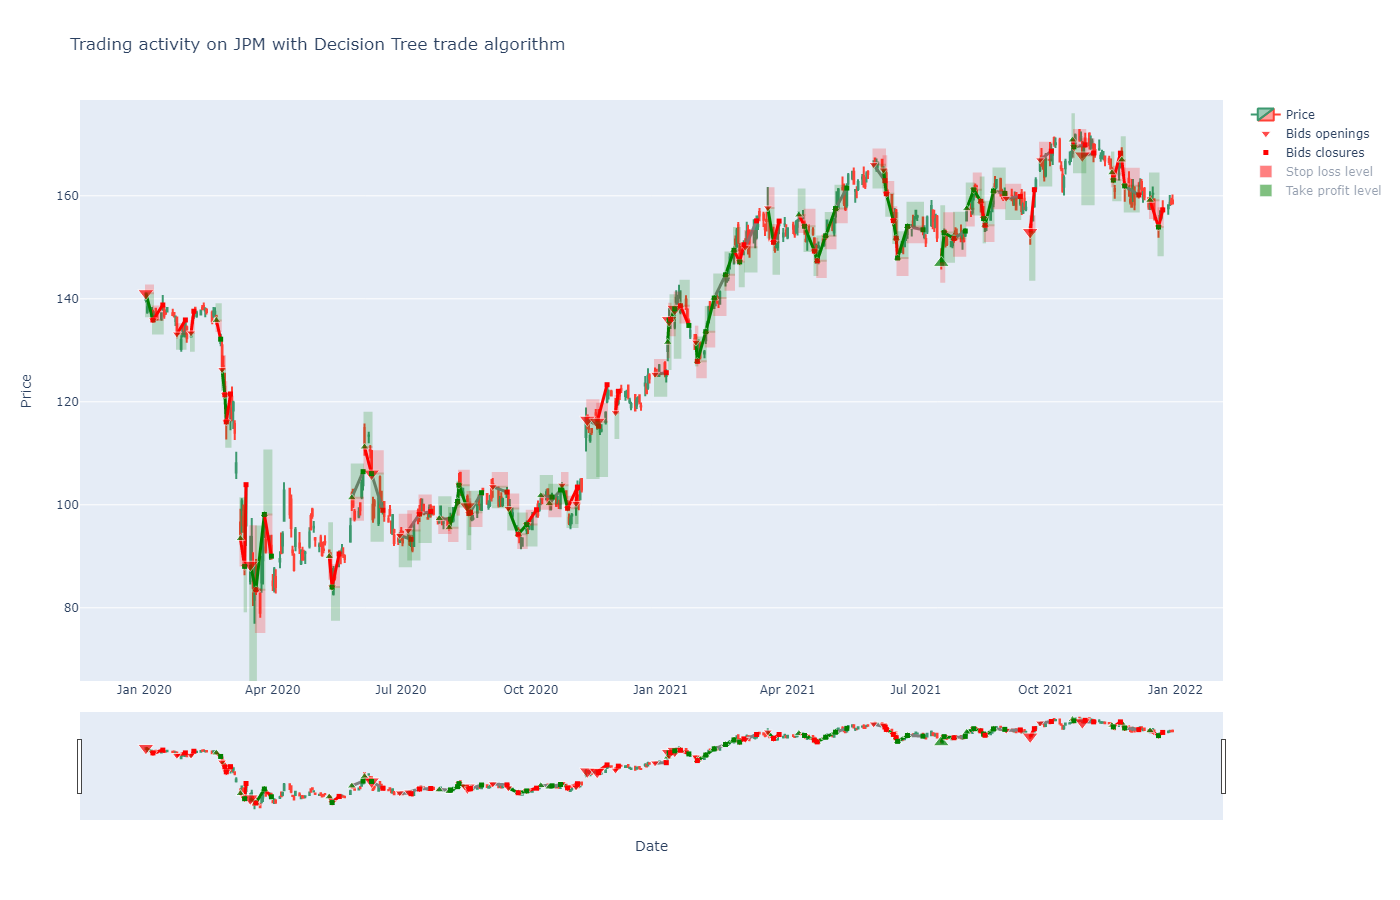 Trading activity on JPM with Decision Tree trade algorithm
Price
Bids openings
Bids closures
Stop loss level
Take profit level
Price
160
140
120
100
80
Jan 2020
Apr 2020
Jul 2020
Oct 2020
Jan 2021
Apr 2021
Jul 2021
Oct 2021
Jan 2022
Date